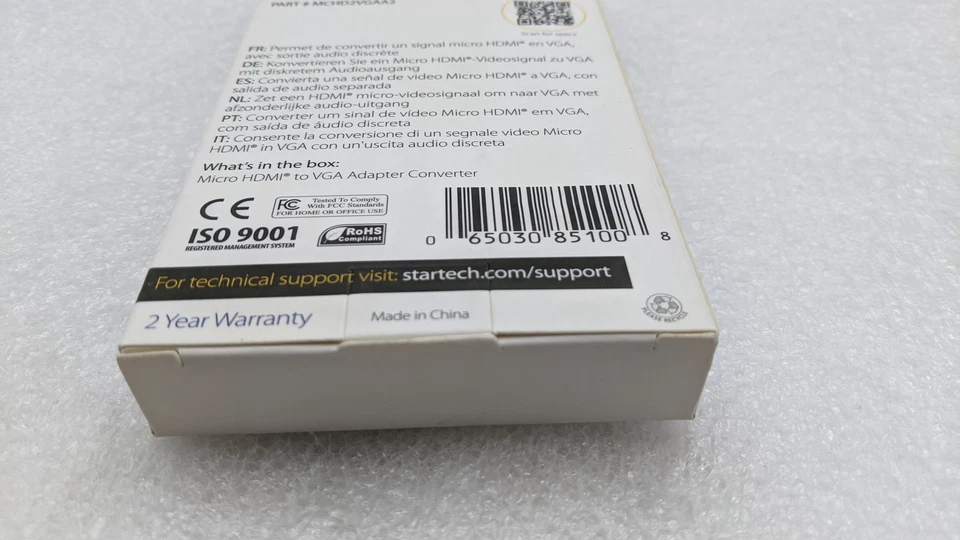 PART # MCHD2VGAA2
Scan for specs
FR: Permet de convertir un signal micro HDMI® en VGA,
avec sortie audio discrète
DE: Konvertieren Sie ein Micro HDMI®-Videosignal zu VGA
mit diskretem Audioausgang
ES: Convierta una señal de vídeo Micro HDMI® a VGA, con
salida de audio separada
NL: Zet een HDMI® micro-videosignaal om naar VGA met
afzonderlijke audio-uitgang
PT: Converter um sinal de vídeo Micro HDMI® em VGA,
com saída de áudio discreta
IT: Consente la conversione di un segnale video Micro
HDMI® in VGA con un'uscita audio discreta
What's in the box:
Micro HDMI® to VGA Adapter Converter
CE
FC Tested To Comply
With FCC Standards
FOR HOME OR OFFICE USE
ISO 9001
REGISTERED MANAGEMENT SYSTEM
RoHS
Compliant
0 65030 85100 8
For technical support visit: startech.com/support
2 Year Warranty
Made in China
PLEASE RECYCLE